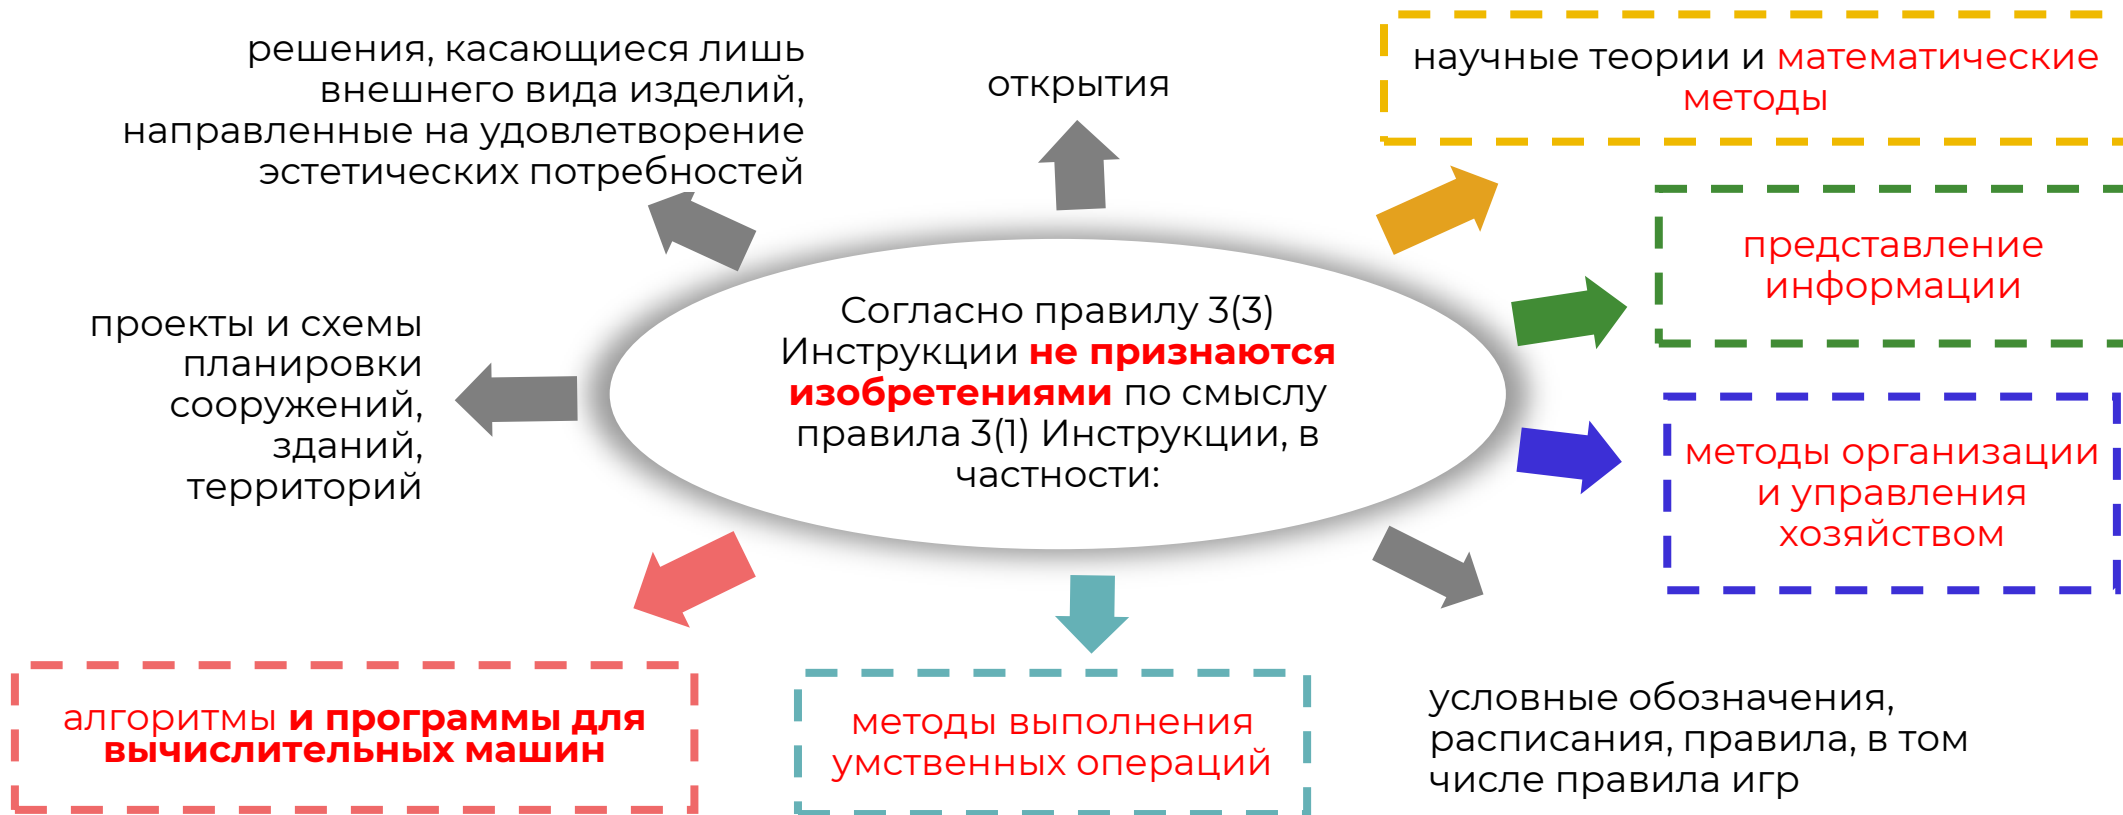 решения, касающиеся лишь
внешнего вида изделий,
направленные на удовлетворение
эстетических потребностей
открытия
научные теории и математические
методы
представление
информации
проекты и схемы
планировки
сооружений,
зданий,
территорий
Согласно правилу 3(3)
Инструкции не признаются
изобретениями по смыслу
правила 3(1) Инструкции, в
частности:
методы организации
и управления
хозяйством
алгоритмы и программы для
вычислительных машин
методы выполнения
умственных операций
условные обозначения,
расписания, правила, в том
числе правила игр